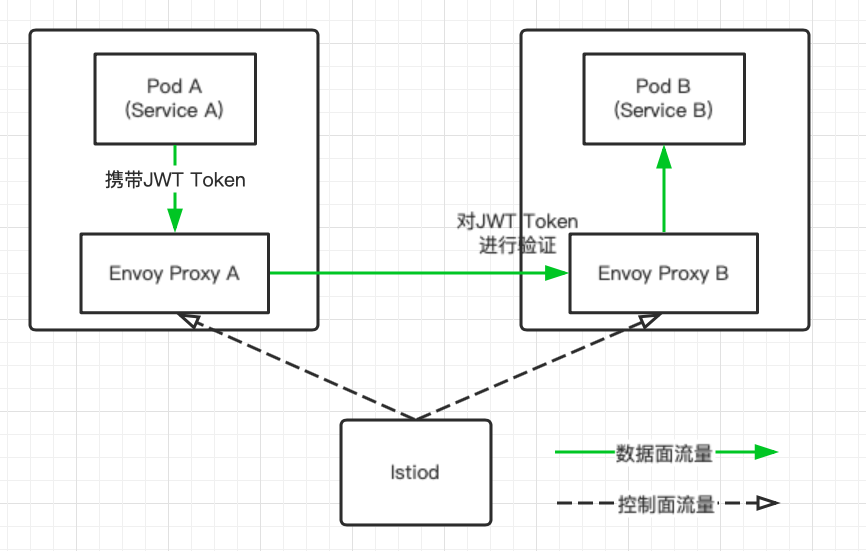 Pod A
(Service A)
Pod B
(Service B)
携带JWT Token
对JWT Token
进行验证
Envoy Proxy A
Envoy Proxy B
Istiod
数据面流量
控制面流量